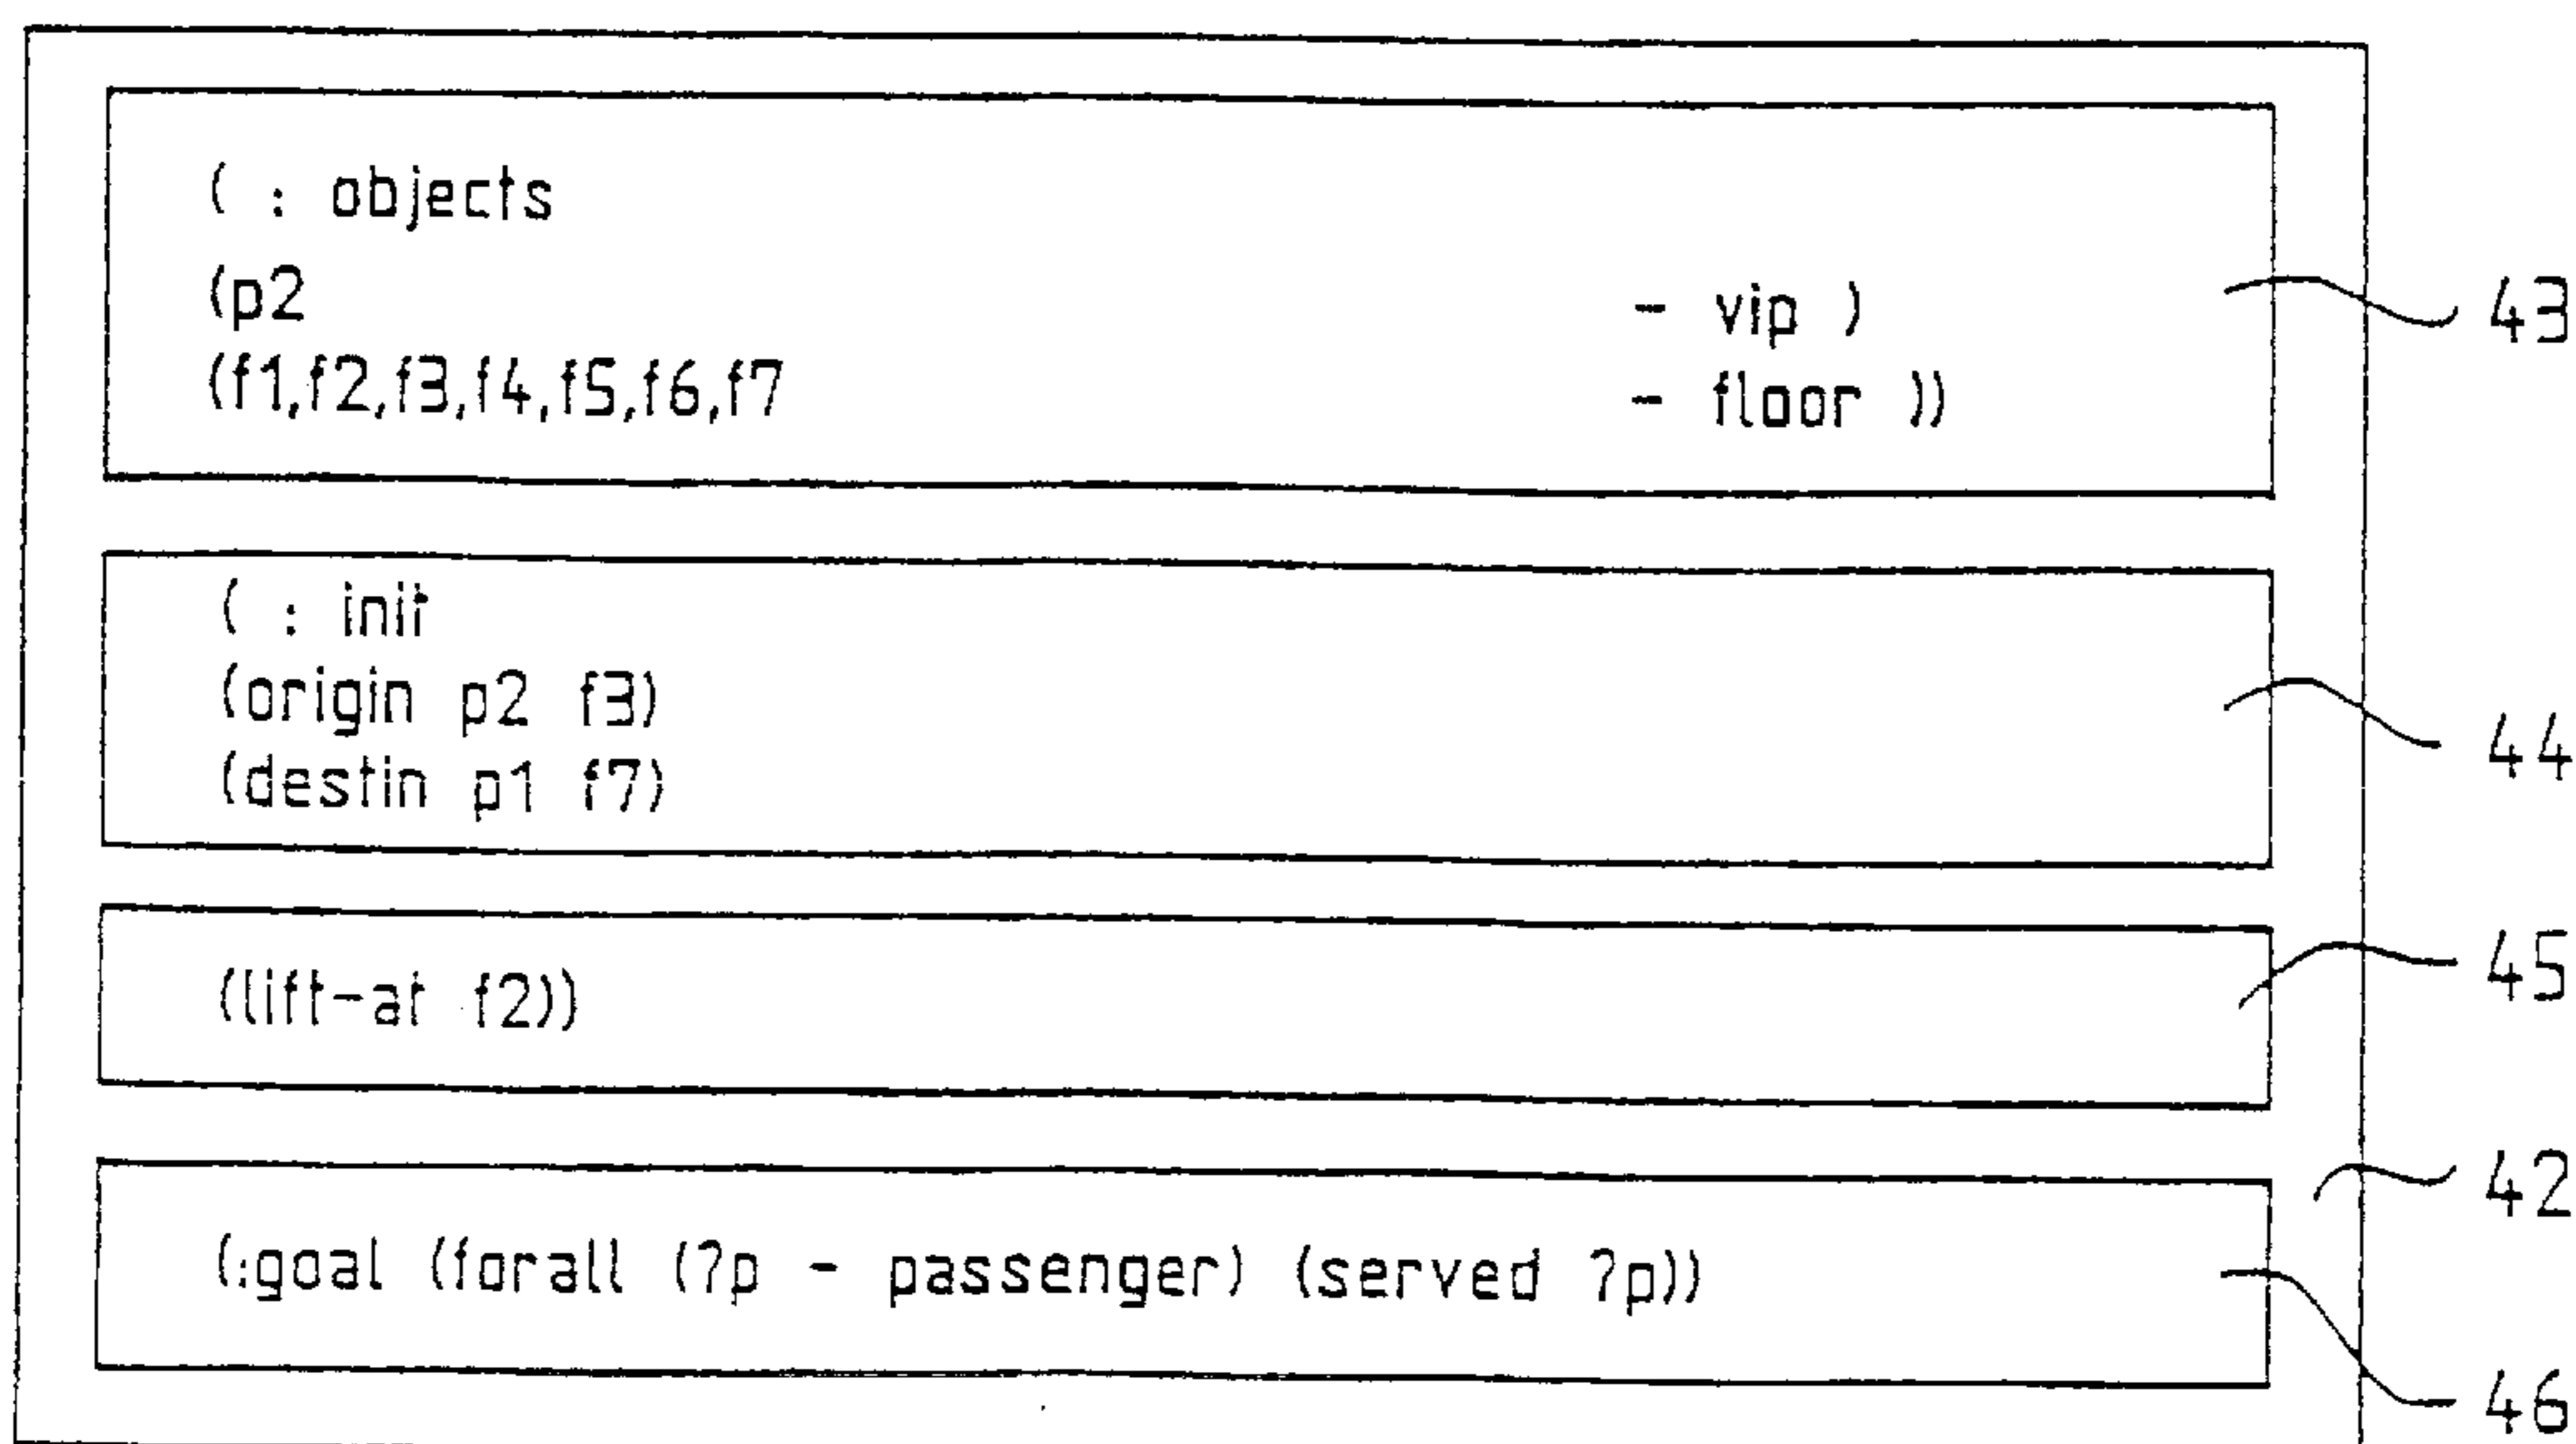 ( : objects
(p2 - vip )
(f1,f2,f3,f4,f5,f6,f7 - floor ))
43
( : init
(origin p2 f3)
(destin p1 f7)
44
(lift-at f2))
45
42
(:goal (forall (?p - passenger) (served ?p))
46